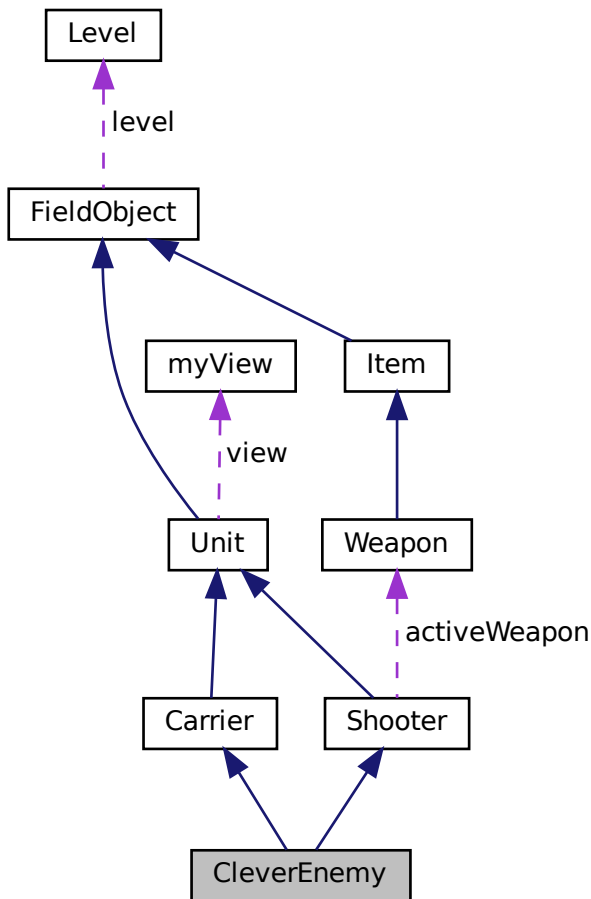 Level
level
FieldObject
myView
Item
view
Unit
Weapon
activeWeapon
Carrier
Shooter
CleverEnemy